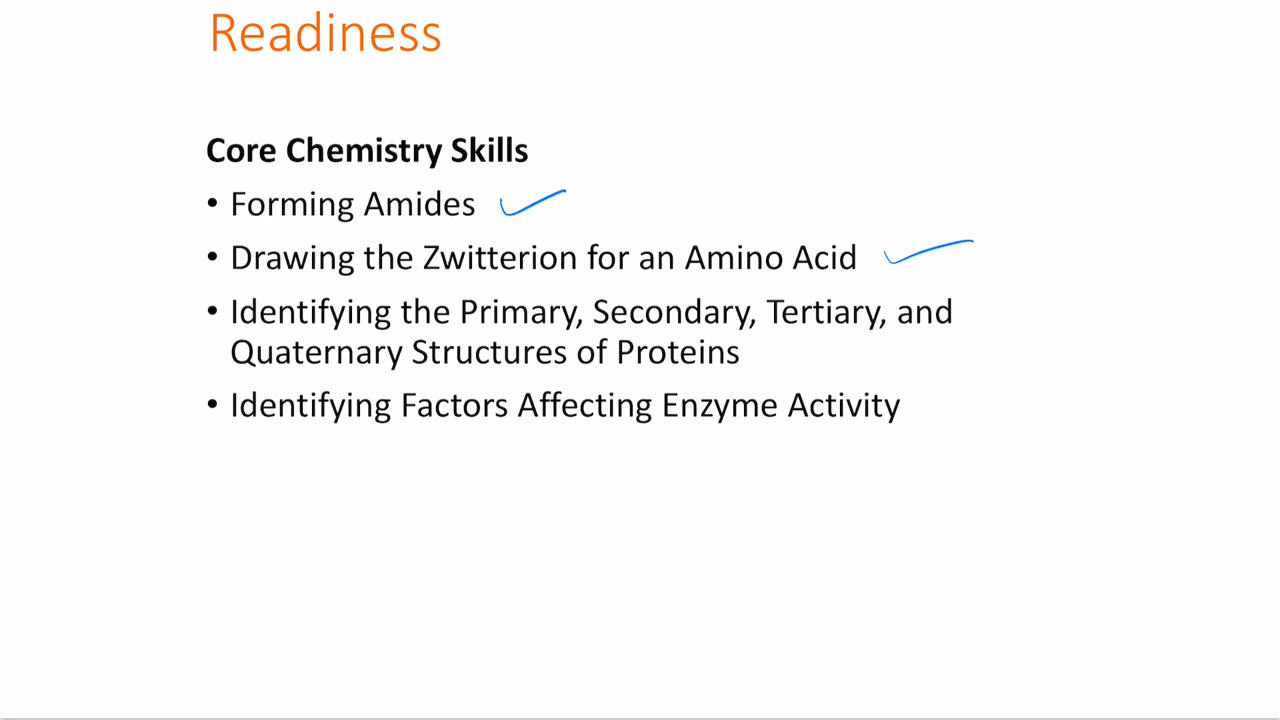 Readiness
Core Chemistry Skills
• Forming Amides
• Drawing the Zwitterion for an Amino Acid
• Identifying the Primary, Secondary, Tertiary, and
Quaternary Structures of Proteins
• Identifying Factors Affecting Enzyme Activity